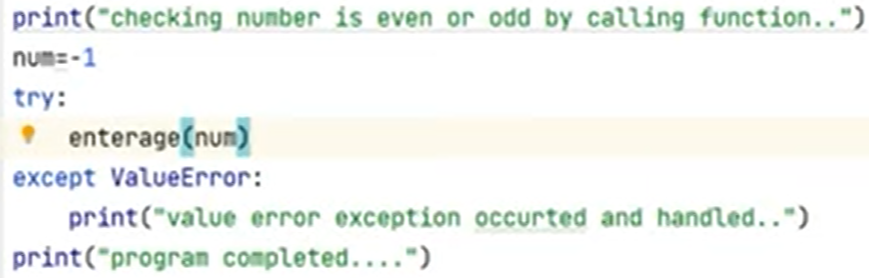 print("checking number is even or odd by calling function..")
num=-1
try:
    enterage(num)
except ValueError:
    print("value error exception occurted and handled..")
print("program completed....")